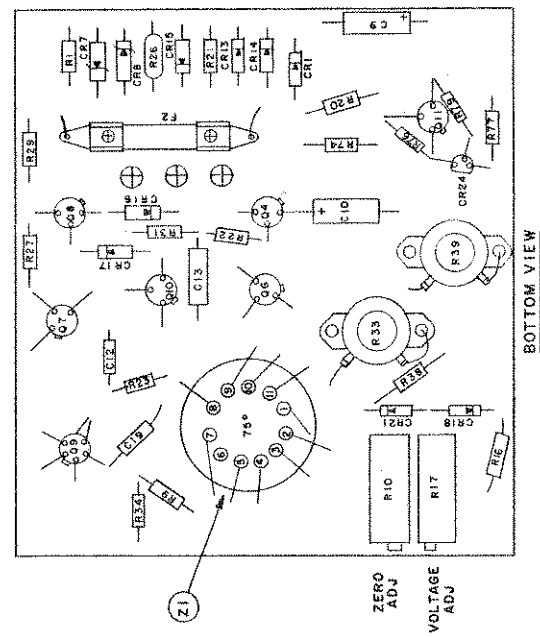 R1
CR7
CR8
R26
CR15
R21
CR13
CR14
CR1
C9
+
F2
R29
R20
R74
Q11
R19
R76
R77
CR24
Q8
CR16
R31
R22
Q4
+
C10
R27
CR17
Q10
C13
Q6
R39
Q7
C12
R23
R33
R38
Q9
C19
R34
R9
1
2
3
4
5
6
7
8
9
10
11
75°
Z1
CR21
CR18
R10
R17
R16
ZERO
ADJ
VOLTAGE
ADJ
BOTTOM VIEW